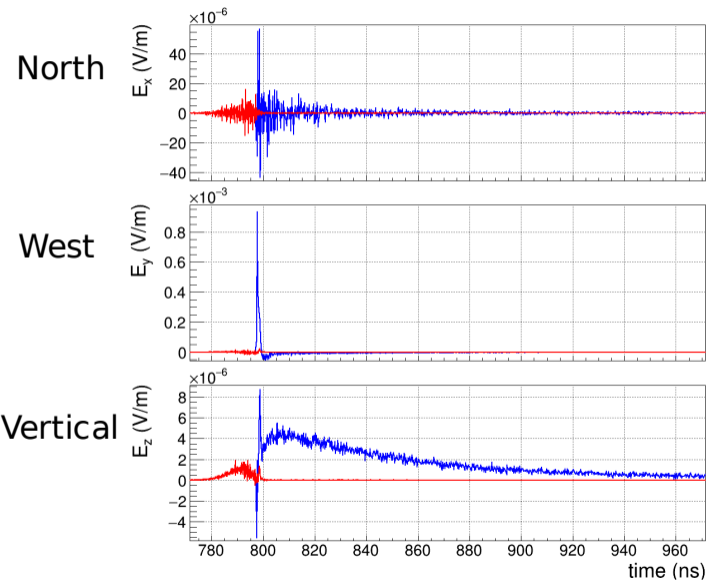 ×10⁻⁶
North
E_x (V/m)
40
20
0
−20
−40
×10⁻³
West
E_y (V/m)
0.8
0.6
0.4
0.2
0
×10⁻⁶
Vertical
E_z (V/m)
8
6
4
2
0
−2
−4
780 800 820 840 860 880 900 920 940 960
time (ns)